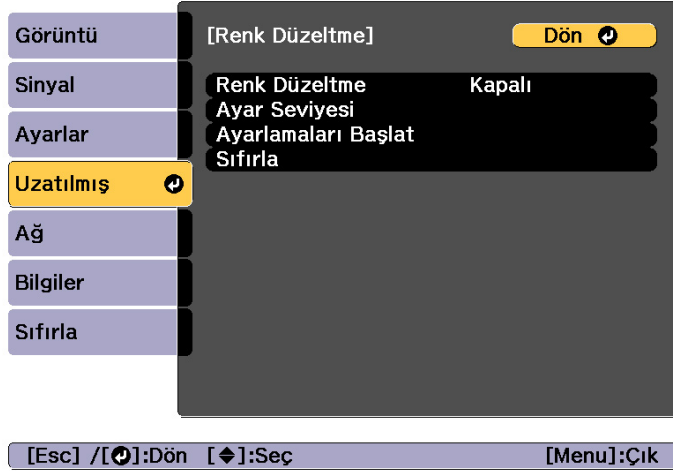 Görüntü
Sinyal
Ayarlar
Uzatılmış
Ağ
Bilgiler
Sıfırla
[Renk Düzeltme] Dön
Renk Düzeltme Kapalı
Ayar Seviyesi
Ayarlamaları Başlat
Sıfırla
[Esc] /[⏎]:Dön [◆]:Seç [Menu]:Çık